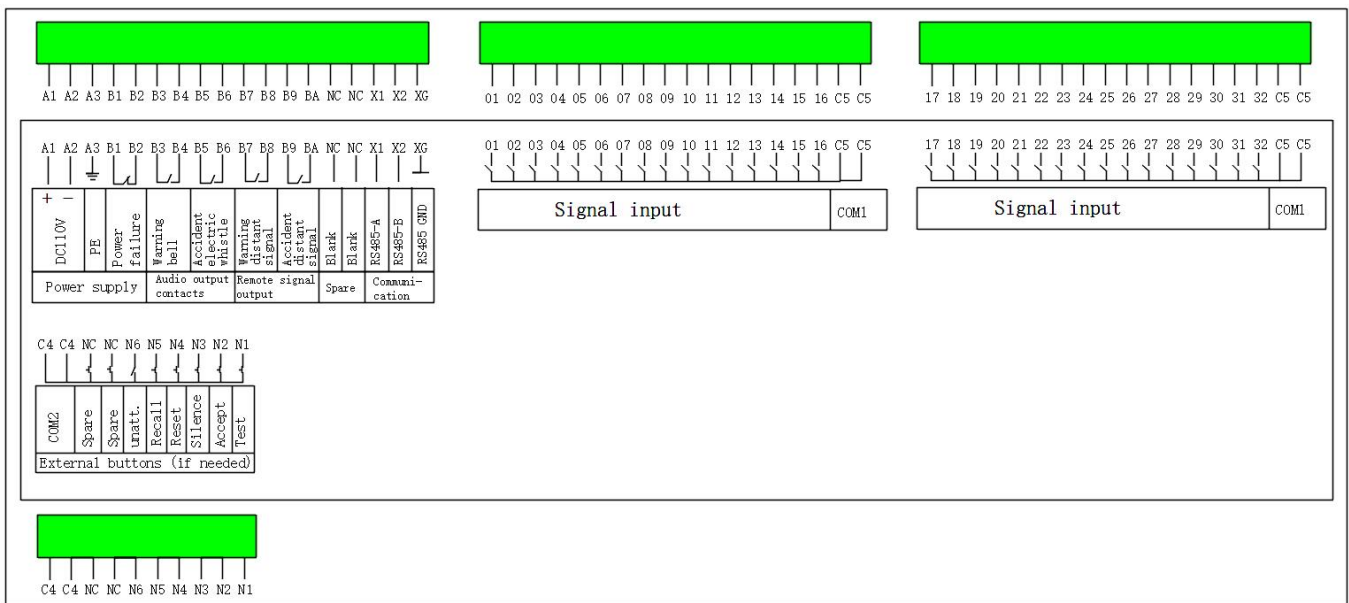 A1 A2 A3 B1 B2 B3 B4 B5 B6 B7 B8 B9 BA NC NC X1 X2 XG
01 02 03 04 05 06 07 08 09 10 11 12 13 14 15 16 C5 C5
17 18 19 20 21 22 23 24 25 26 27 28 29 30 31 32 C5 C5
A1 A2 A3 B1 B2 B3 B4 B5 B6 B7 B8 B9 BA NC NC X1 X2 XG
+ −
DC110V
PE
Power
failure
Warning
bell
Accident
electric
whistle
Warning
distant
signal
Accident
distant
signal
Blank
Blank
RS485-A
RS485-B
RS485 GND
Power supply
Audio output
contacts
Remote signal
output
Spare
Communi-
cation
01 02 03 04 05 06 07 08 09 10 11 12 13 14 15 16 C5 C5
Signal input
COM1
17 18 19 20 21 22 23 24 25 26 27 28 29 30 31 32 C5 C5
Signal input
COM1
C4 C4 NC NC N6 N5 N4 N3 N2 N1
COM2
Spare
Spare
unatt.
Recall
Reset
Silence
Accept
Test
External buttons (if needed)
C4 C4 NC NC N6 N5 N4 N3 N2 N1